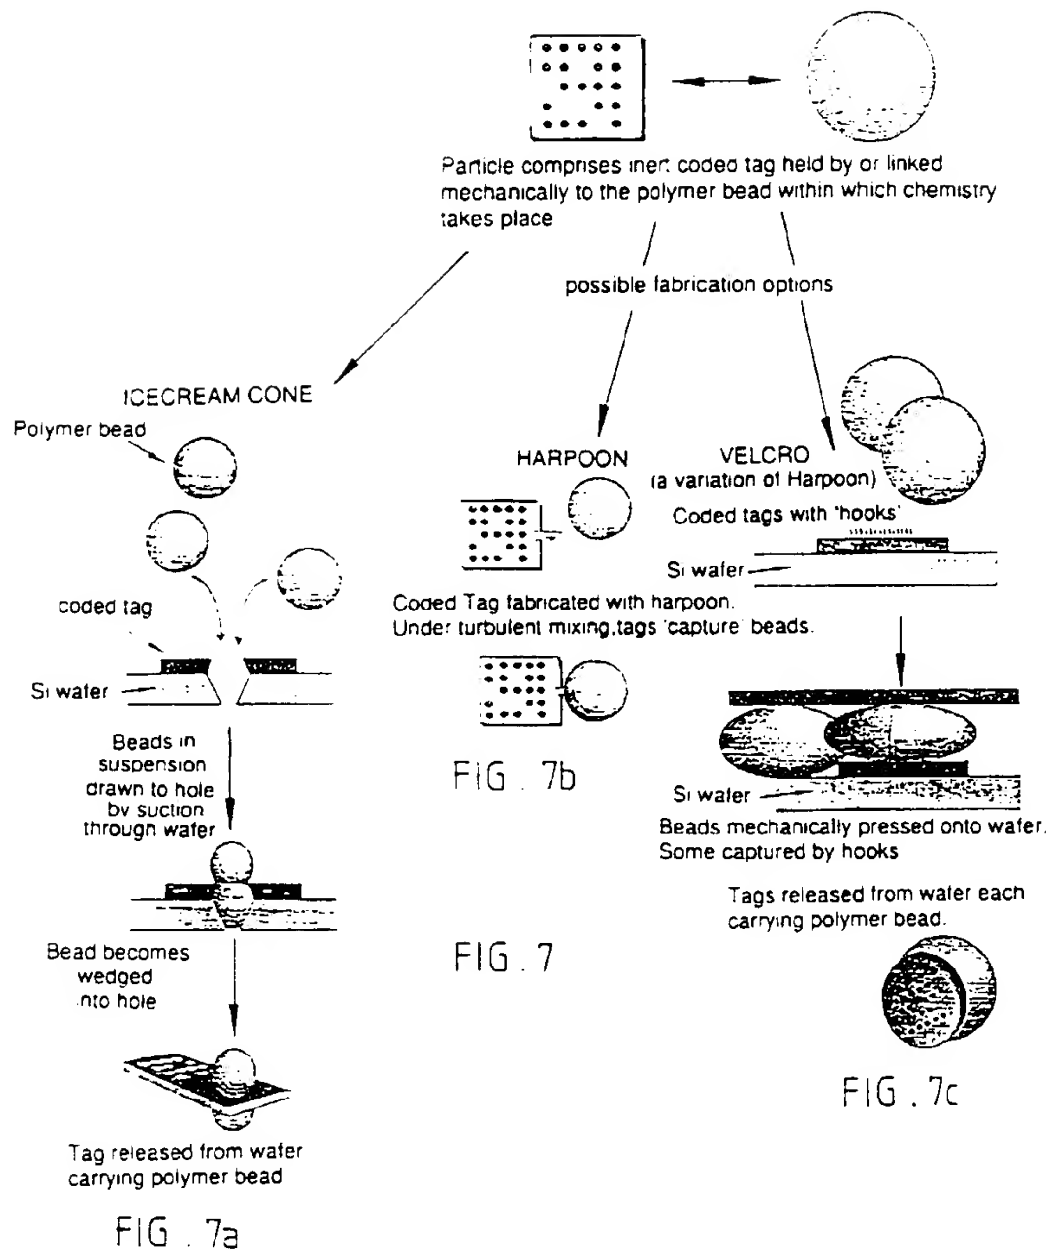 Particle comprises inert coded tag held by or linked
mechanically to the polymer bead within which chemistry
takes place
possible fabrication options
ICECREAM CONE
Polymer bead
coded tag
Si wafer
Beads in
suspension
drawn to hole
by suction
through wafer
Bead becomes
wedged
into hole
Tag released from wafer
carrying polymer bead
FIG. 7a
HARPOON
Coded Tag fabricated with harpoon.
Under turbulent mixing,tags 'capture' beads.
FIG. 7b
FIG. 7
VELCRO
(a variation of Harpoon)
Coded tags with 'hooks'
Si wafer
Si wafer
Beads mechanically pressed onto wafer.
Some captured by hooks
Tags released from wafer each
carrying polymer bead.
FIG. 7c